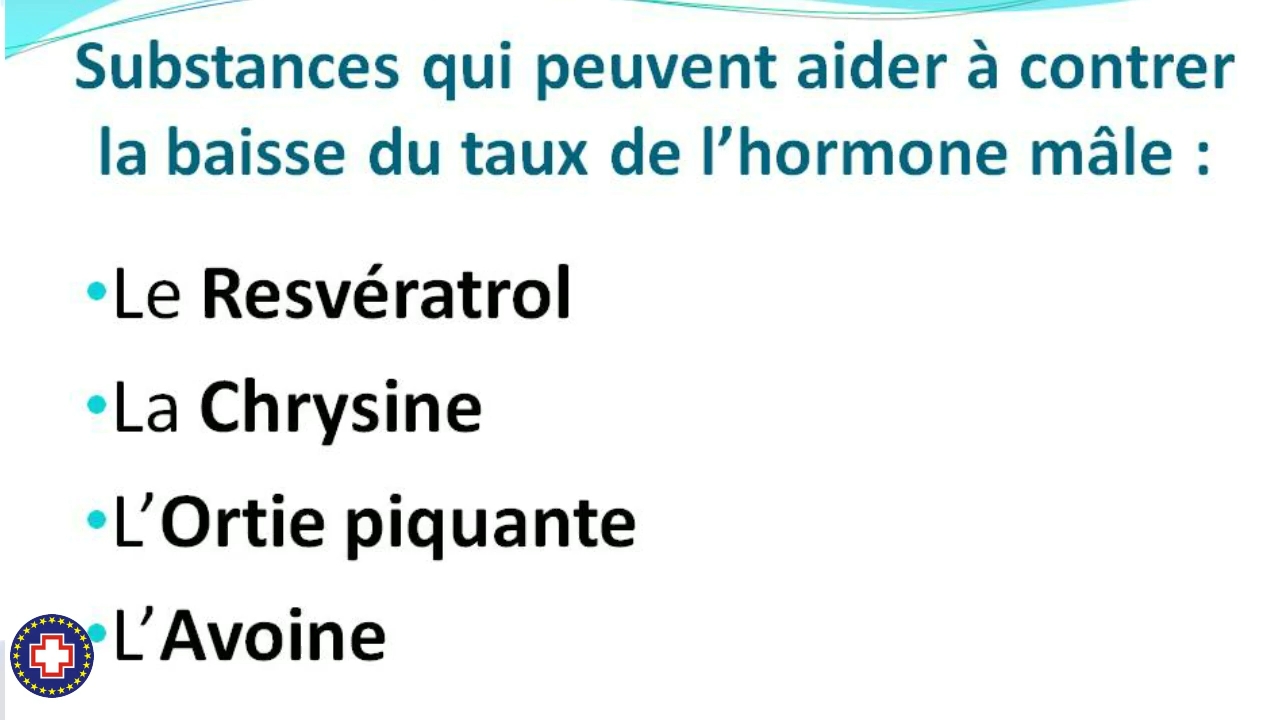 Substances qui peuvent aider à contrer
la baisse du taux de l’hormone mâle :
•Le Resvératrol
•La Chrysine
•L’Ortie piquante
•L’Avoine